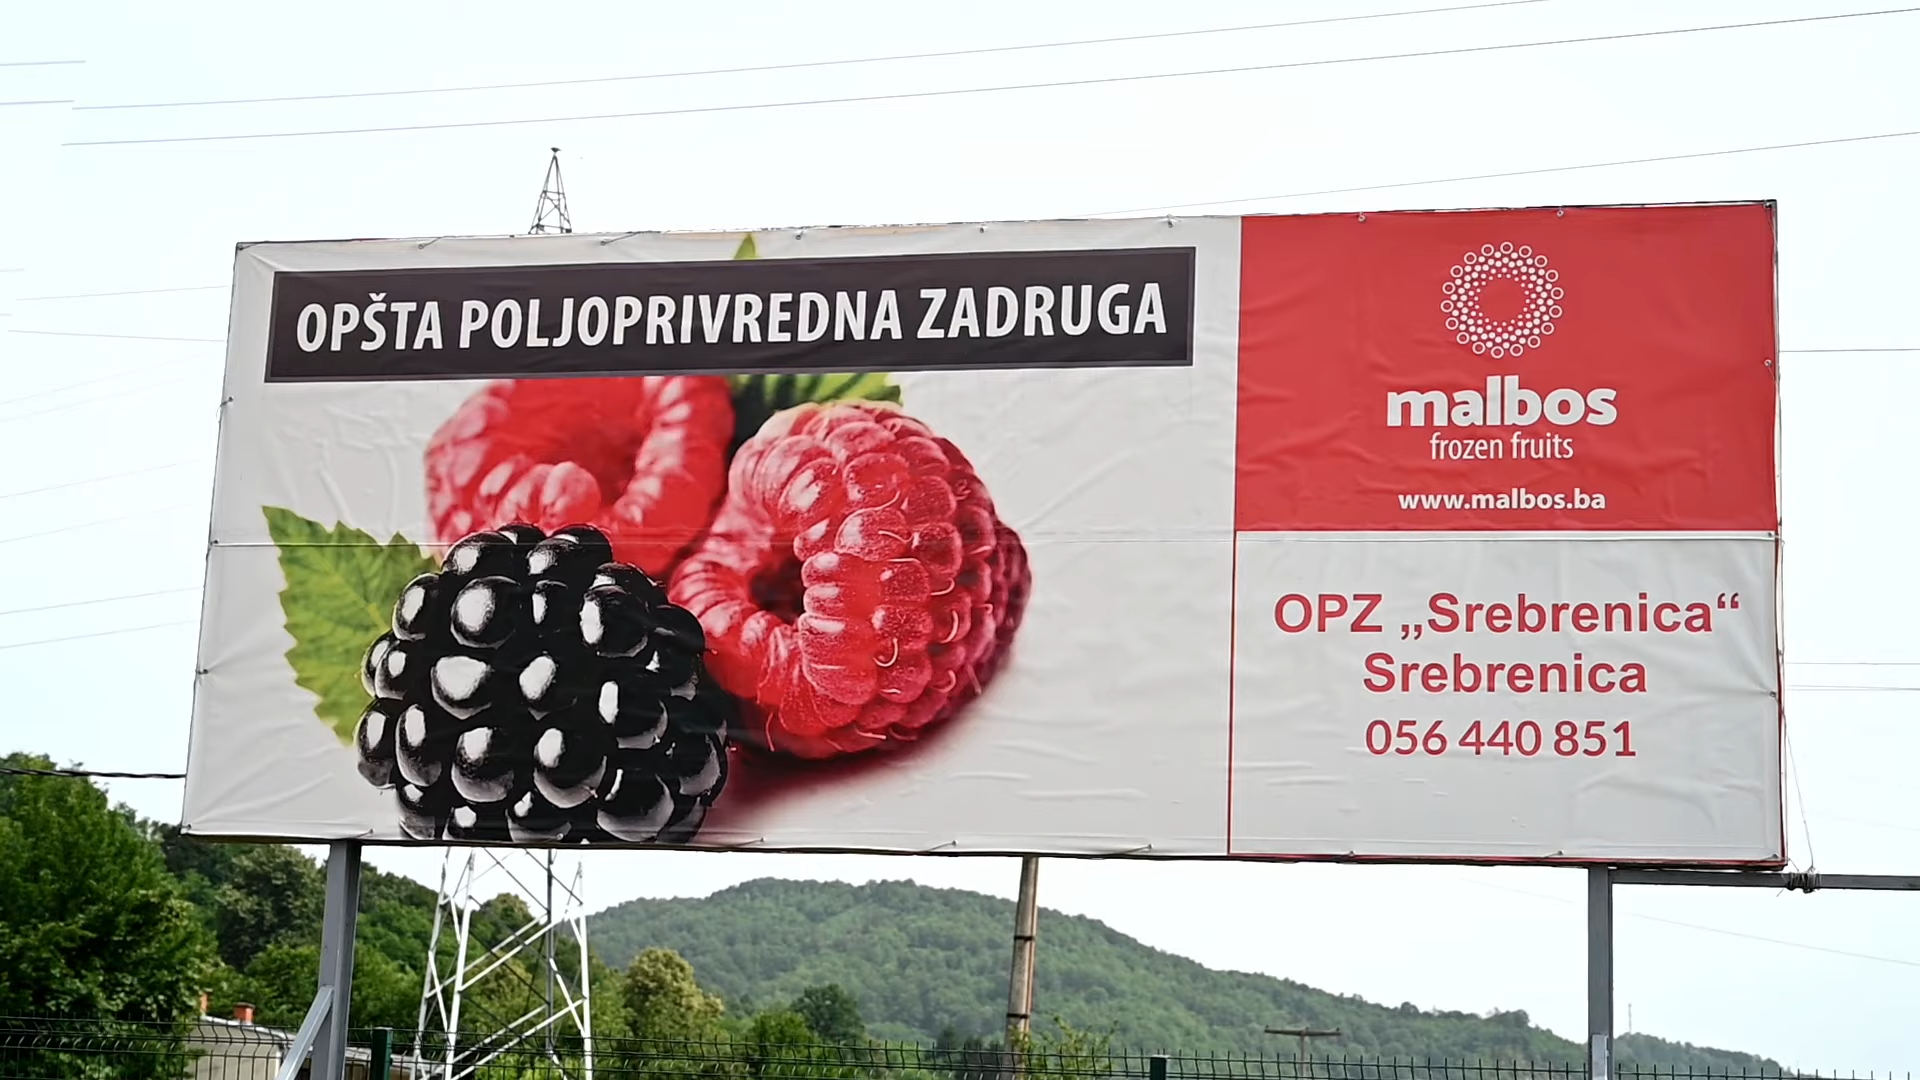 OPŠTA POLJOPRIVREDNA ZADRUGA
malbos
frozen fruits
www.malbos.ba
OPZ „Srebrenica“
Srebrenica
056 440 851